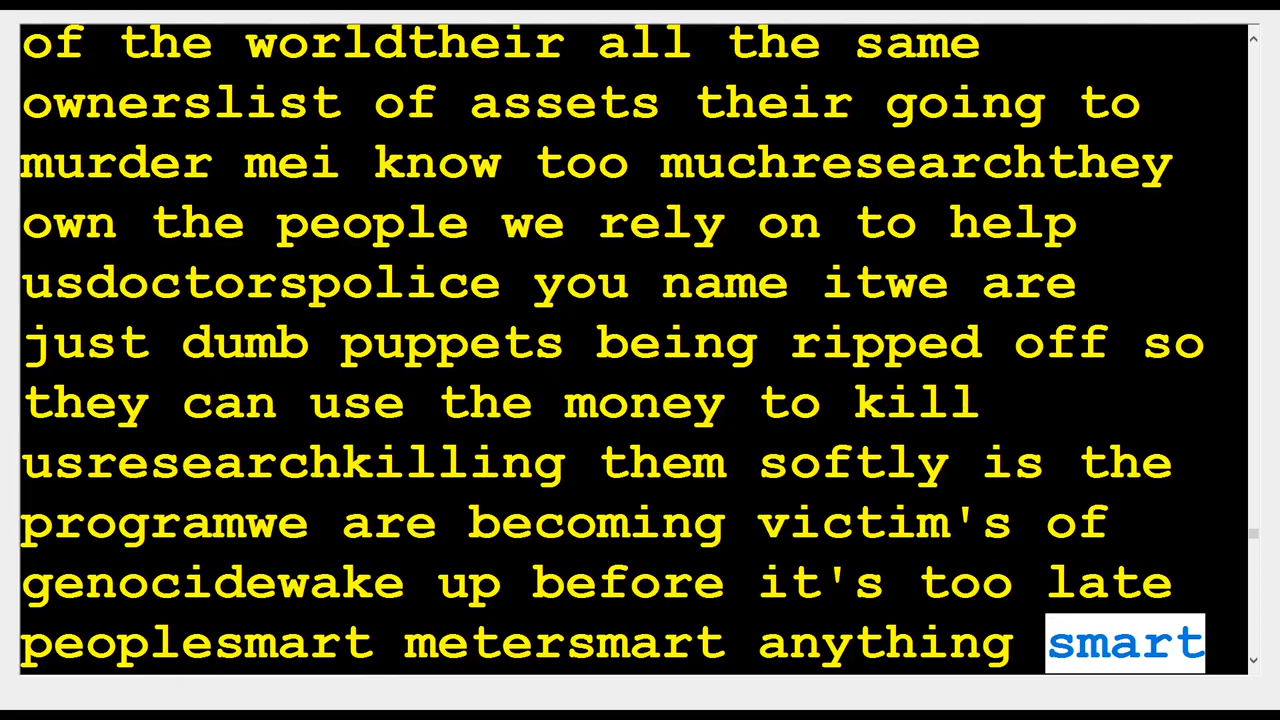 of the worldtheir all the same
ownerslist of assets their going to
murder mei know too muchresearchthey
own the people we rely on to help
usdoctorspolice you name itwe are
just dumb puppets being ripped off so
they can use the money to kill
usresearchkilling them softly is the
programwe are becoming victim's of
genocidewake up before it's too late
peoplesmart metersmart anything smart